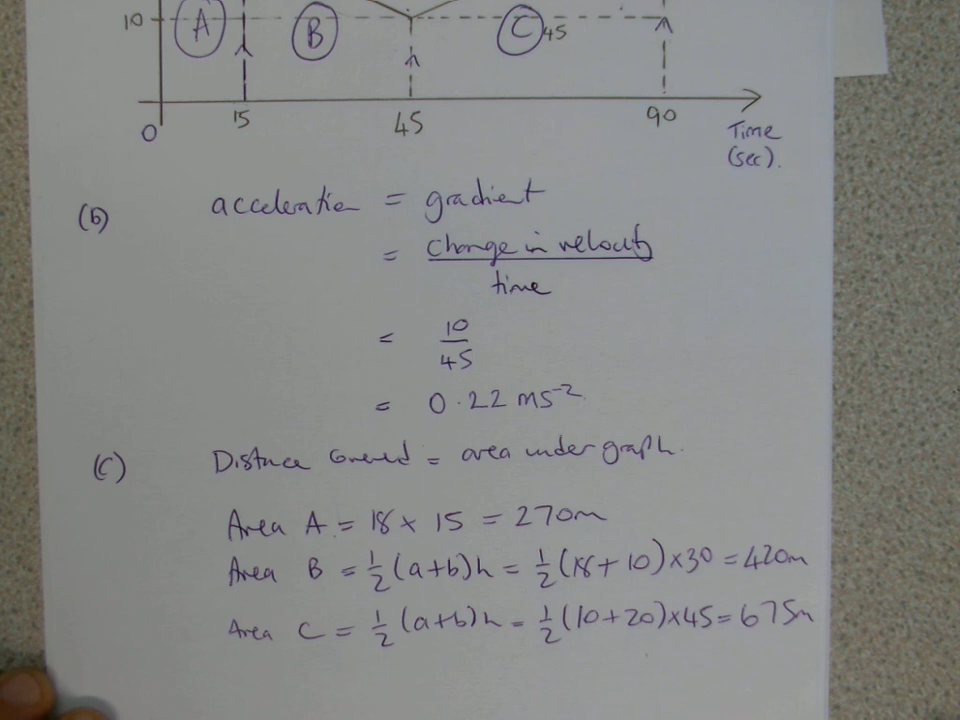 10 A B C 45
0 15 45 90 Time
(sec).
(b) acceleration = gradient
= change in velocity
time
= 10
45
= 0.22 ms-2
(c) Distance covered = area under graph.
Area A = 18 x 15 = 270m
Area B = 1/2 (a+b)h = 1/2 (18+10)x30 = 420m
Area C = 1/2 (a+b)h = 1/2 (10+20)x45 = 675m